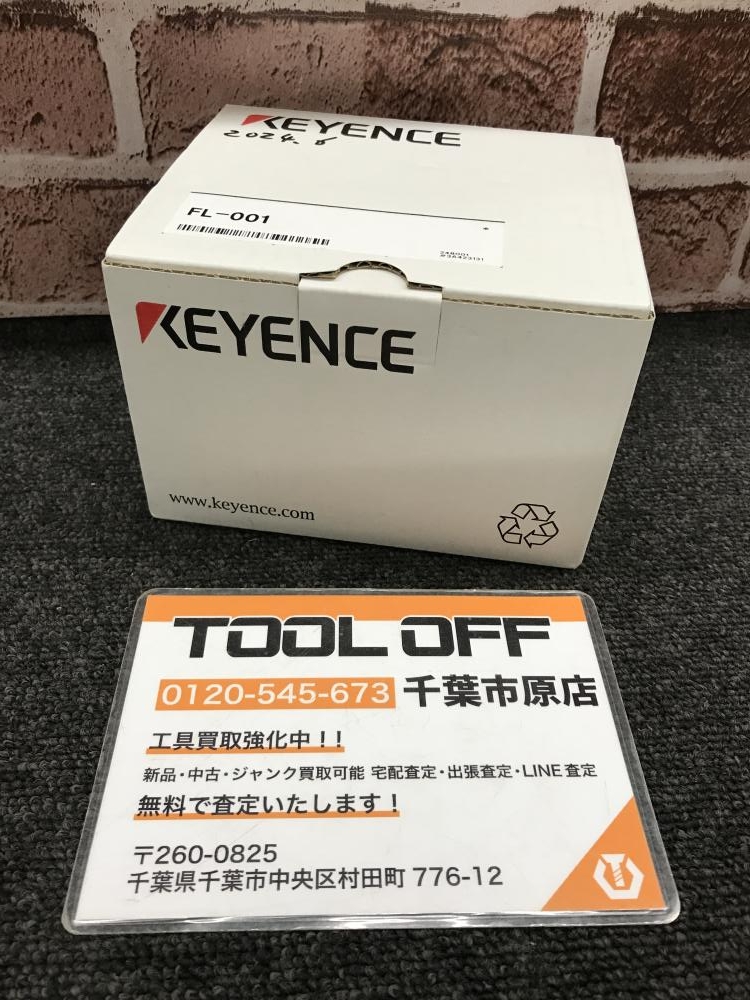 KEYENCE
2024. 8
FL-001
KEYENCE
www.keyence.com
TOOL OFF
0120-545-673 千葉市原店
工具買取強化中！！
新品・中古・ジャンク買取可能 宅配査定・出張査定・LINE査定
無料で査定いたします！
〒260-0825
千葉県千葉市中央区村田町 776-12